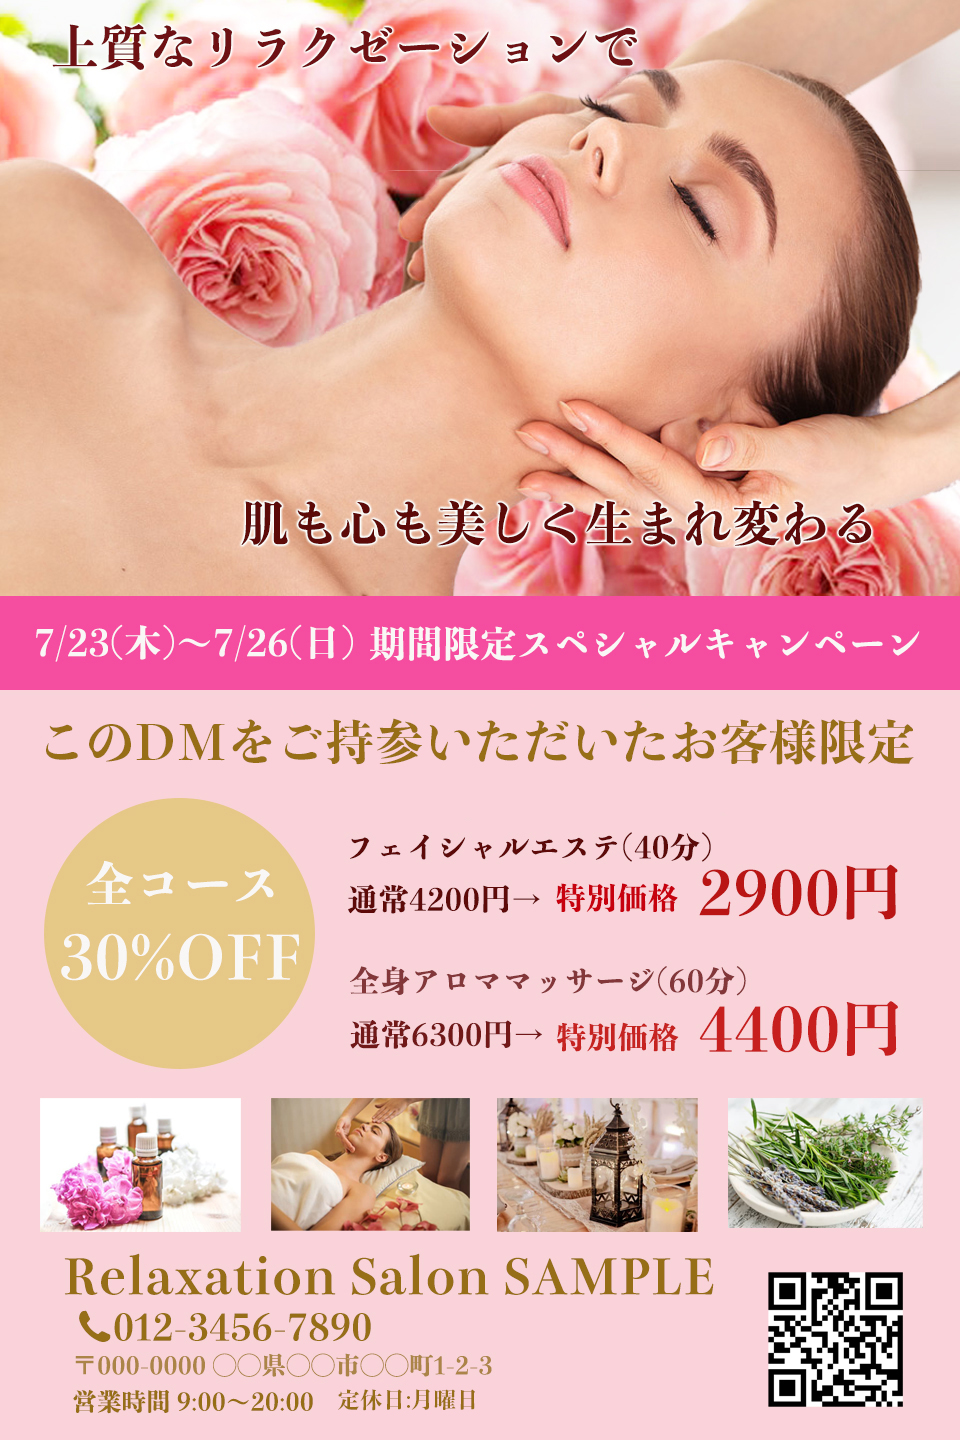 上質なリラクゼーションで
肌も心も美しく生まれ変わる
7/23(木)〜7/26(日) 期間限定スペシャルキャンペーン
このDMをご持参いただいたお客様限定
全コース
30%OFF
フェイシャルエステ(40分)
通常4200円→ 特別価格 2900円
全身アロママッサージ(60分)
通常6300円→ 特別価格 4400円
Relaxation Salon SAMPLE
012-3456-7890
〒000-0000 〇〇県〇〇市〇〇町1-2-3
営業時間 9:00〜20:00 定休日:月曜日